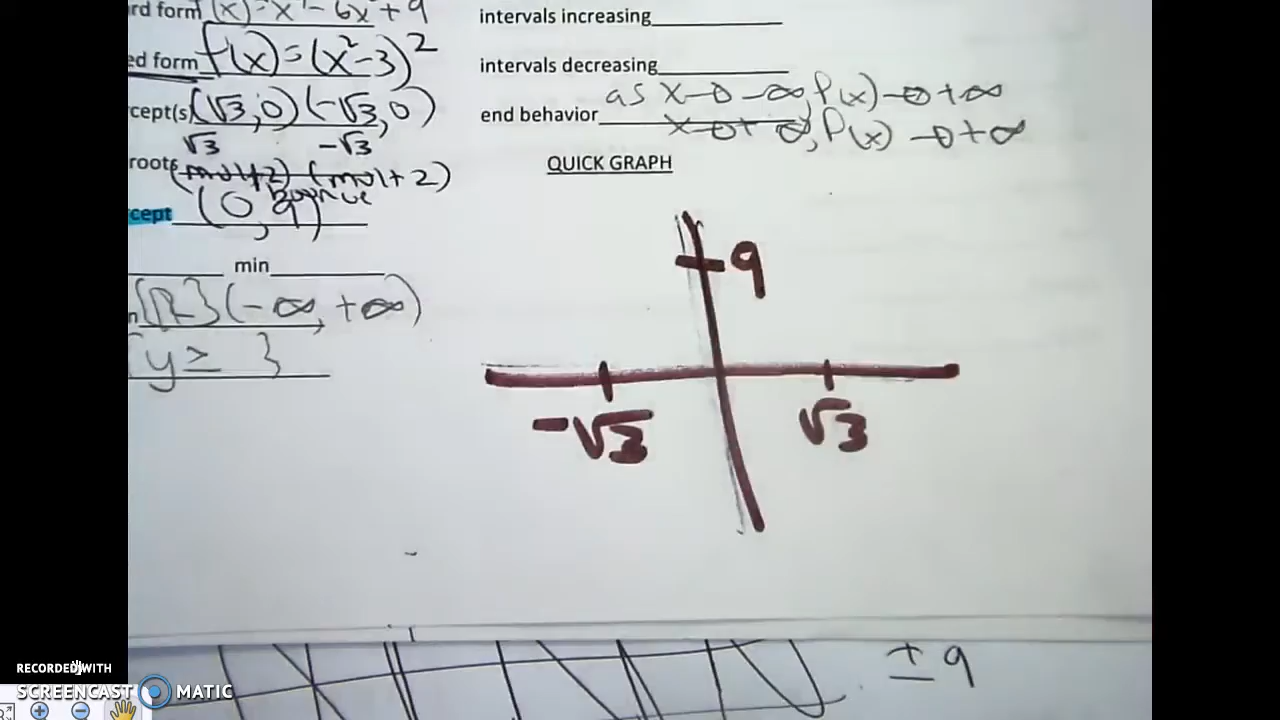 rd form f(x)=x⁴-6x²+9
ed form f(x)=(x²-3)²
cept(s (√3,0) (-√3,0)
√3 -√3
roots (mult 2) (mult 2)
bounce
cept (0,9)
min
n {R} (-∞, +∞)
{y ≥ }
intervals increasing
intervals decreasing
end behavior as x→-∞, f(x)→+∞
x→+∞, f(x)→+∞
QUICK GRAPH
9
-√3 √3
± 9
RECORDED WITH
SCREENCAST MATIC